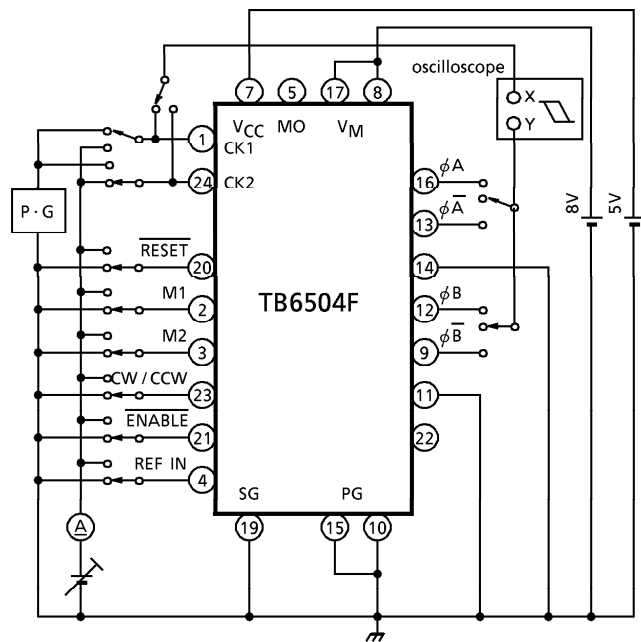 oscilloscope
7 5 17 8
X
Y
VCC MO VM
1 CK1
24 CK2
16 ϕA
13 ϕA̅
P·G
8V
5V
R̅E̅S̅E̅T̅ 20
14
M1 2
TB6504F
12 ϕB
M2 3
9 ϕB̅
CW / CCW 23
11
E̅N̅A̅B̅L̅E̅ 21
22
REF IN 4
SG PG
A 19 15 10